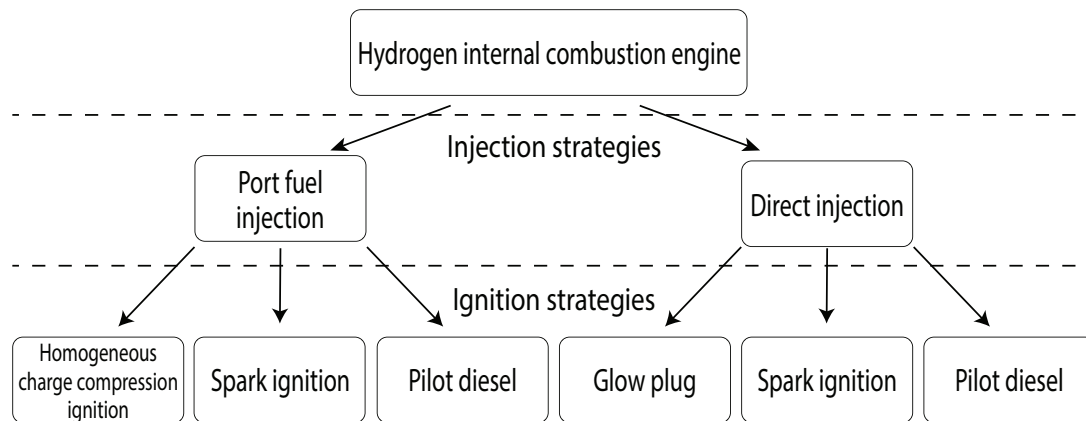 Hydrogen internal combustion engine
Injection strategies
Port fuel
injection
Direct injection
Ignition strategies
Homogeneous
charge compression
ignition
Spark ignition
Pilot diesel
Glow plug
Spark ignition
Pilot diesel